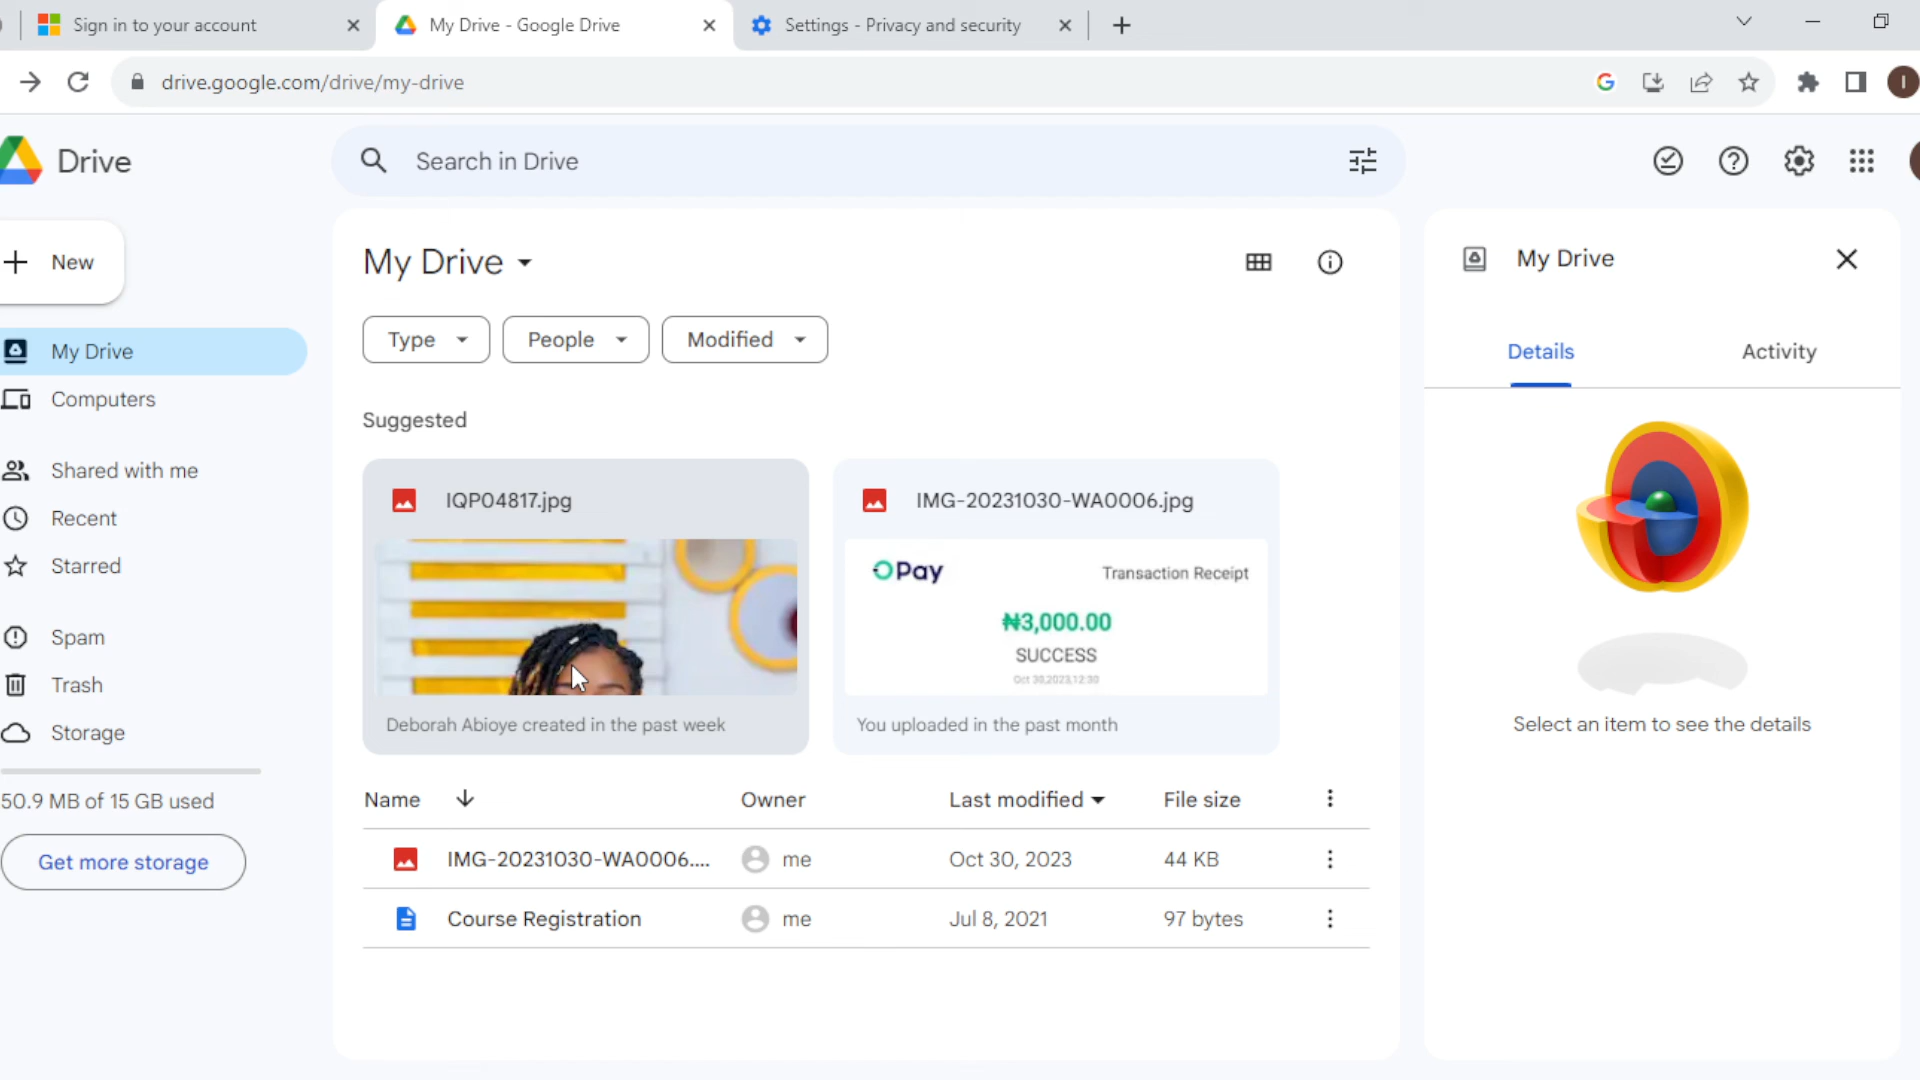 Sign in to your account
My Drive - Google Drive
Settings - Privacy and security
drive.google.com/drive/my-drive
I
Drive
Search in Drive
New
My Drive
Computers
Shared with me
Recent
Starred
Spam
Trash
Storage
50.9 MB of 15 GB used
Get more storage
My Drive
Type
People
Modified
Suggested
IQP04817.jpg
Deborah Abioye created in the past week
IMG-20231030-WA0006.jpg
OPay
Transaction Receipt
₦3,000.00
SUCCESS
Oct 30,2023,12:30
You uploaded in the past month
Name Owner Last modified File size
IMG-20231030-WA0006.... me Oct 30, 2023 44 KB
Course Registration me Jul 8, 2021 97 bytes
My Drive
Details Activity
Select an item to see the details